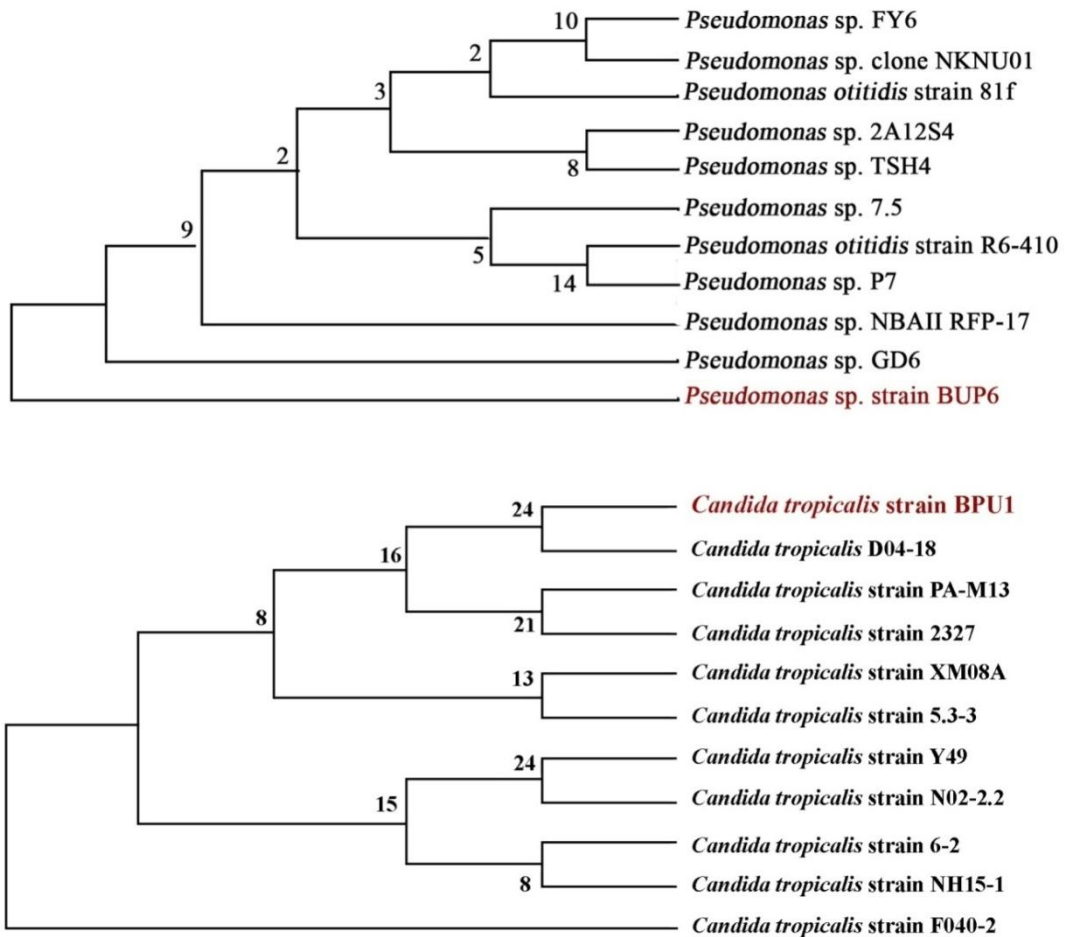 10
Pseudomonas sp. FY6
2
Pseudomonas sp. clone NKNU01
3
Pseudomonas otitidis strain 81f
Pseudomonas sp. 2A12S4
2
8
Pseudomonas sp. TSH4
9
Pseudomonas sp. 7.5
5
Pseudomonas otitidis strain R6-410
14
Pseudomonas sp. P7
Pseudomonas sp. NBAII RFP-17
Pseudomonas sp. GD6
Pseudomonas sp. strain BUP6
24
Candida tropicalis strain BPU1
16
Candida tropicalis D04-18
Candida tropicalis strain PA-M13
8
21
Candida tropicalis strain 2327
13
Candida tropicalis strain XM08A
Candida tropicalis strain 5.3-3
24
Candida tropicalis strain Y49
15
Candida tropicalis strain N02-2.2
Candida tropicalis strain 6-2
8
Candida tropicalis strain NH15-1
Candida tropicalis strain F040-2